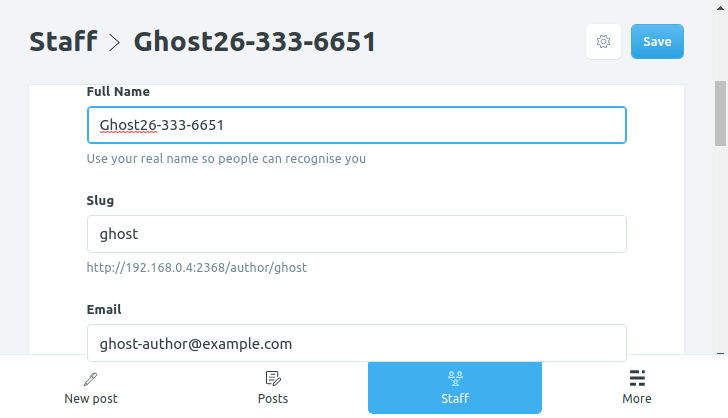 Staff > Ghost26-333-6651
Save
Full Name
Ghost26-333-6651
Use your real name so people can recognise you
Slug
ghost
http://192.168.0.4:2368/author/ghost
Email
ghost-author@example.com
New post
Posts
Staff
More